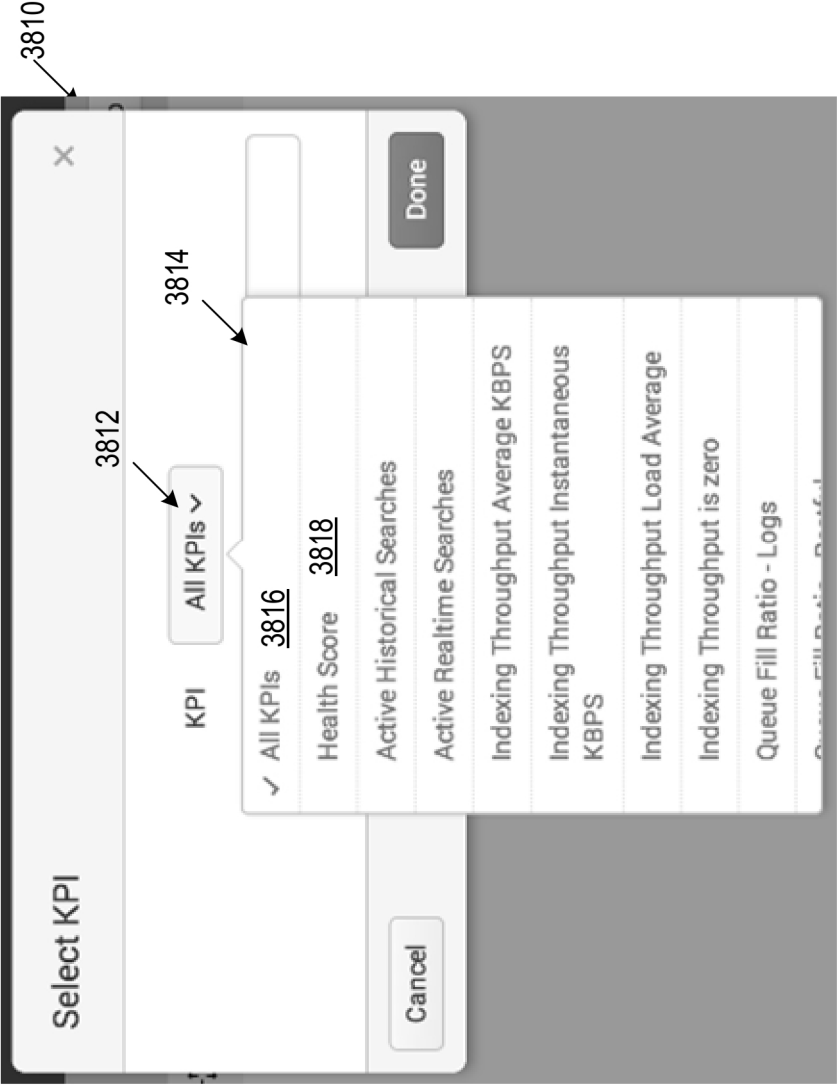 3810
Select KPI
×
3812
KPI
All KPIs
3814
✓ All KPIs 3816
Health Score 3818
Active Historical Searches
Active Realtime Searches
Indexing Throughput Average KBPS
Indexing Throughput Instantaneous
KBPS
Indexing Throughput Load Average
Indexing Throughput is zero
Queue Fill Ratio - Logs
Cancel
Done